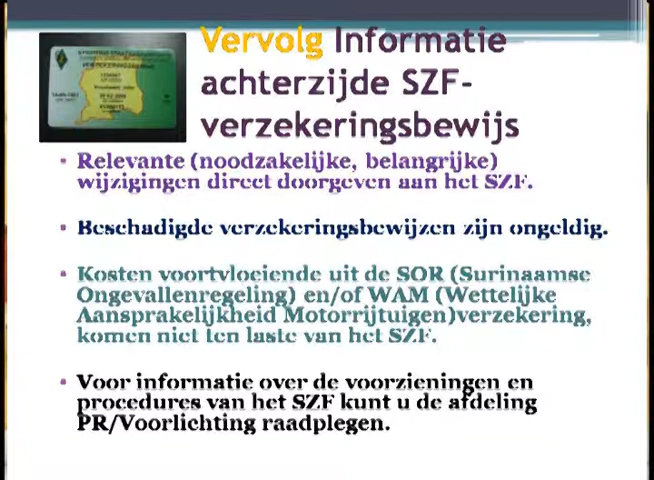 Vervolg Informatie
achterzijde SZF-
verzekeringsbewijs
• Relevante (noodzakelijke, belangrijke)
wijzigingen direct doorgeven aan het SZF.
• Beschadigde verzekeringsbewijzen zijn ongeldig.
• Kosten voortvloeiende uit de SOR (Surinaamse
Ongevallenregeling) en/of WAM (Wettelijke
Aansprakelijkheid Motorrijtuigen)verzekering,
komen niet ten laste van het SZF.
• Voor informatie over de voorzieningen en
procedures van het SZF kunt u de afdeling
PR/Voorlichting raadplegen.